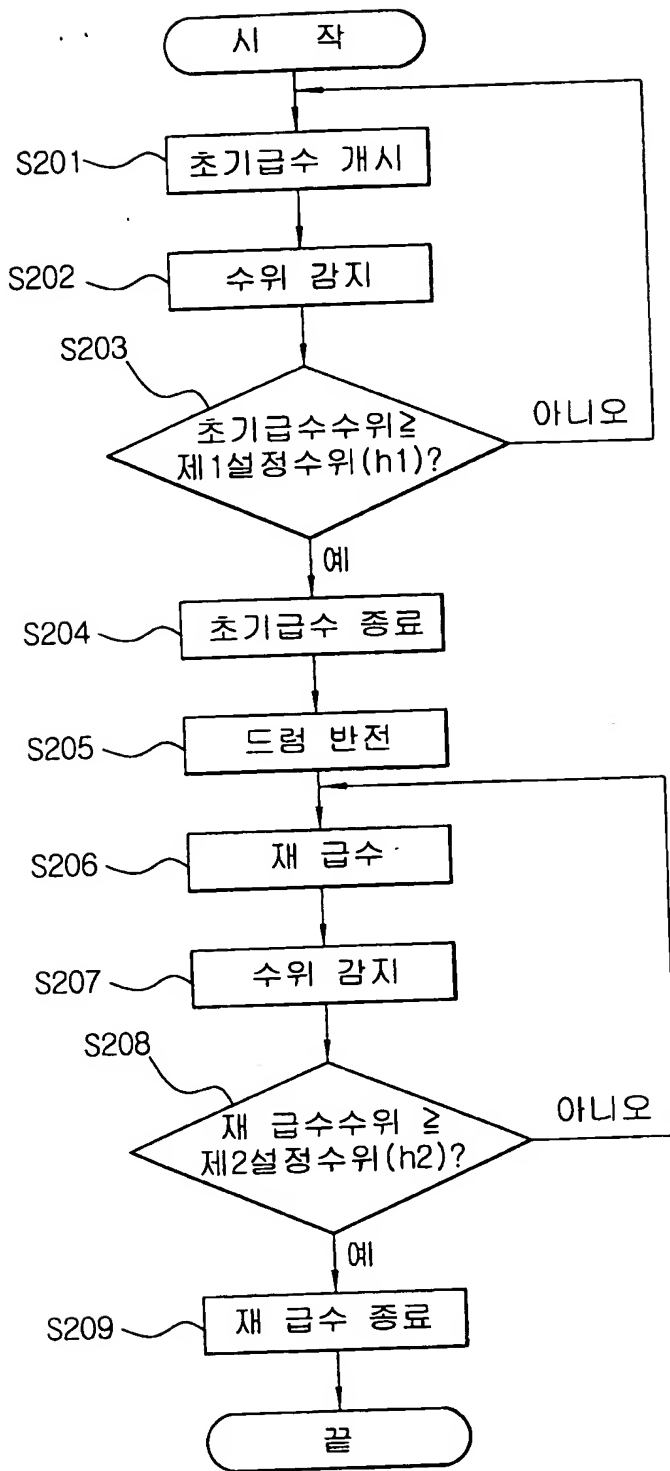 시 작
S201
초기급수 개시
S202
수위 감지
S203
초기급수수위≧
제1설정수위(h1)?
아니오
예
S204
초기급수 종료
S205
드럼 반전
S206
재 급수
S207
수위 감지
S208
재 급수수위 ≧
제2설정수위(h2)?
아니오
예
S209
재 급수 종료
끝